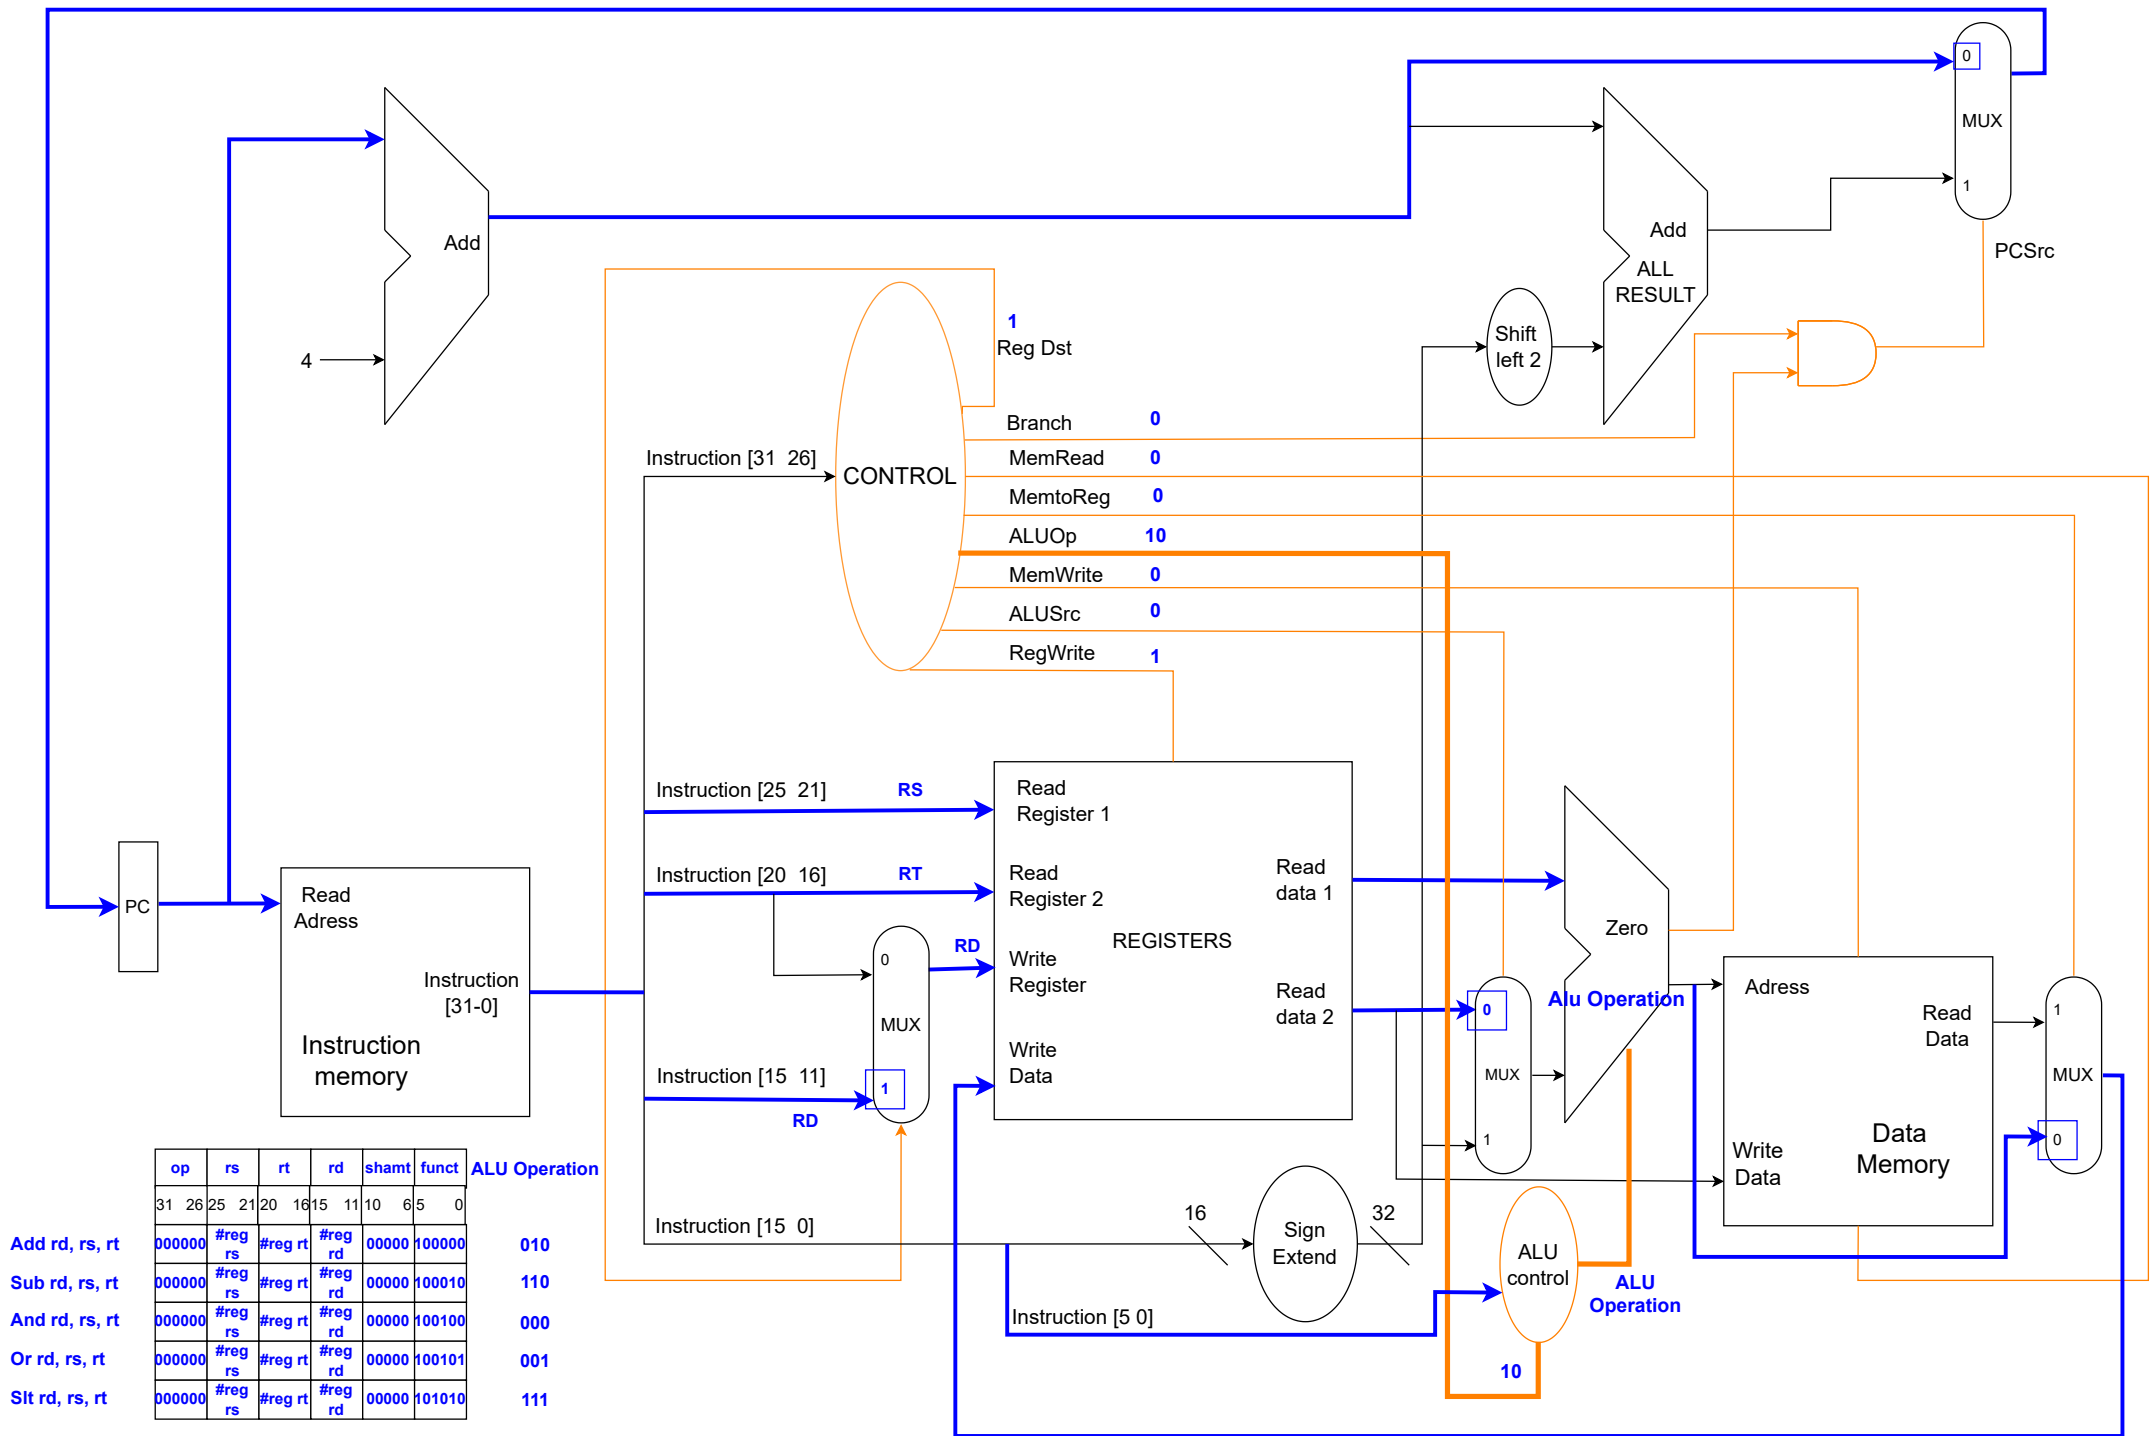 0
MUX
1
PCSrc
Add
4
Add
ALL
RESULT
Shift
left 2
1
Reg Dst
Branch 0
Instruction [31 26]
CONTROL
MemRead 0
MemtoReg 0
ALUOp 10
MemWrite 0
ALUSrc 0
RegWrite 1
Instruction [25 21] RS
Instruction [20 16] RT
PC
Read
Adress
Instruction
[31-0]
Instruction
memory
0
MUX
1
RD
Instruction [15 11]
RD
Read
Register 1
Read
Register 2
Write
Register
Write
Data
REGISTERS
Read
data 1
Read
data 2
0
MUX
1
Zero
Alu Operation
Adress
Read
Data
Write
Data
Data
Memory
1
MUX
0
Instruction [15 0]
16
Sign
Extend
32
Instruction [5 0]
ALU
control
ALU
Operation
10
op rs rt rd shamt funct ALU Operation
31 26 25 21 20 16 15 11 10 6 5 0
Add rd, rs, rt 000000 #reg rs #reg rt #reg rd 00000 100000 010
Sub rd, rs, rt 000000 #reg rs #reg rt #reg rd 00000 100010 110
And rd, rs, rt 000000 #reg rs #reg rt #reg rd 00000 100100 000
Or rd, rs, rt 000000 #reg rs #reg rt #reg rd 00000 100101 001
Slt rd, rs, rt 000000 #reg rs #reg rt #reg rd 00000 101010 111